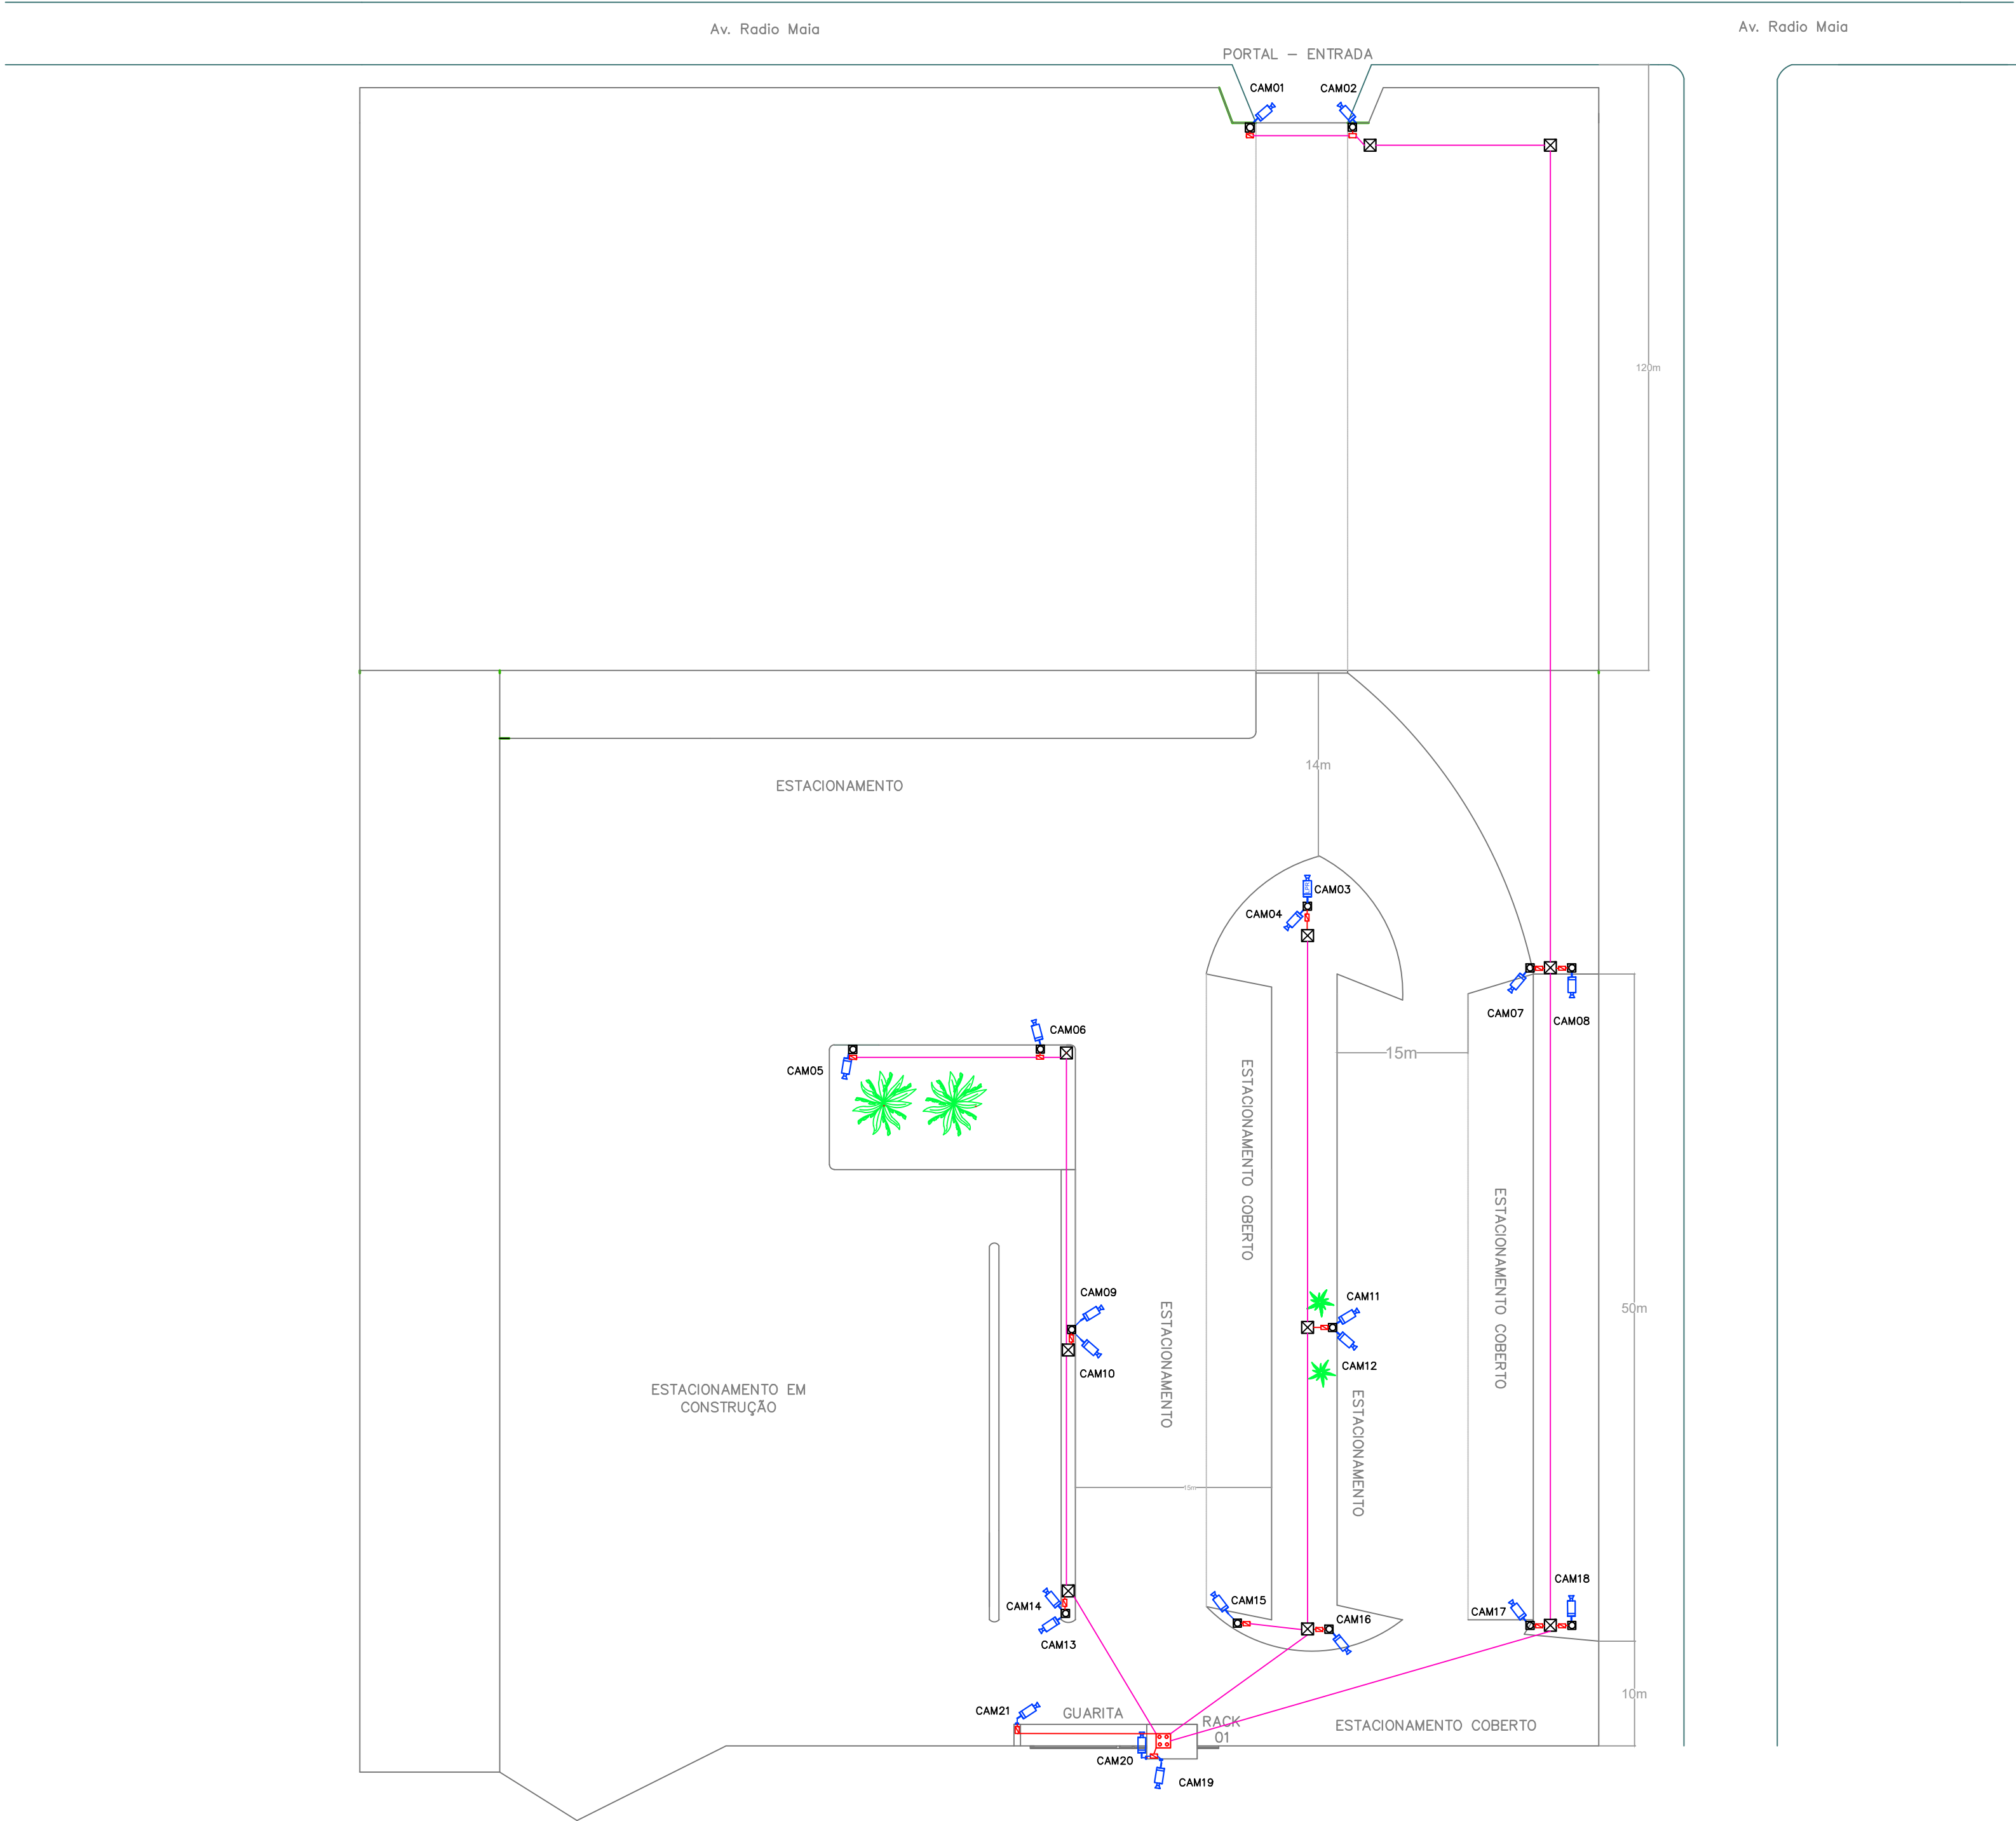 Av. Radio Maia
Av. Radio Maia
PORTAL – ENTRADA
CAM01
CAM02
120m
14m
ESTACIONAMENTO
CAM03
CAM04
CAM07
CAM08
CAM06
CAM05
15m
ESTACIONAMENTO COBERTO
ESTACIONAMENTO COBERTO
CAM09
CAM10
CAM11
CAM12
50m
ESTACIONAMENTO
ESTACIONAMENTO
ESTACIONAMENTO EM
CONSTRUÇÃO
15m
CAM14
CAM13
CAM15
CAM16
CAM17
CAM18
10m
CAM21
GUARITA
RACK
01
ESTACIONAMENTO COBERTO
CAM20
CAM19